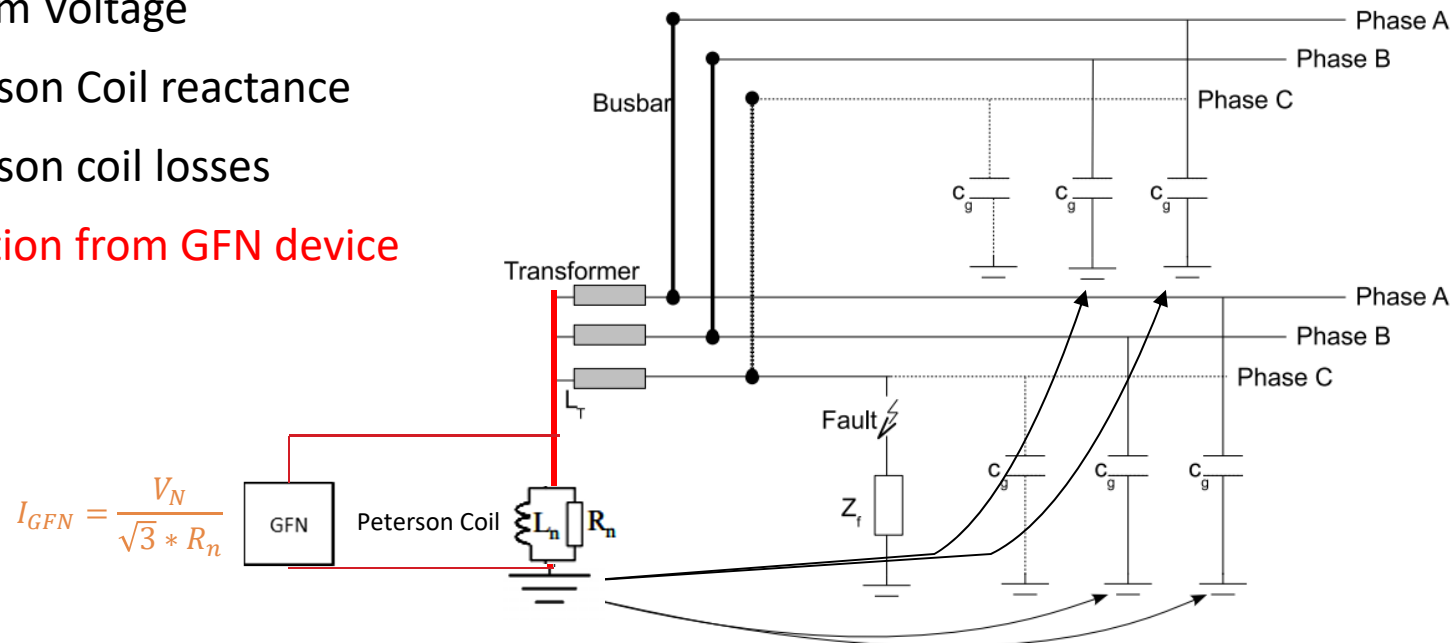 m Voltage
son Coil reactance
son coil losses
tion from GFN device
Phase A
Phase B
Busbar
Phase C
c_g c_g c_g
Transformer
Phase A
Phase B
Phase C
L_T
Fault
c_g c_g c_g
Z_f
I_GFN = V_N / √3 * R_n
GFN
Peterson Coil
L_n R_n